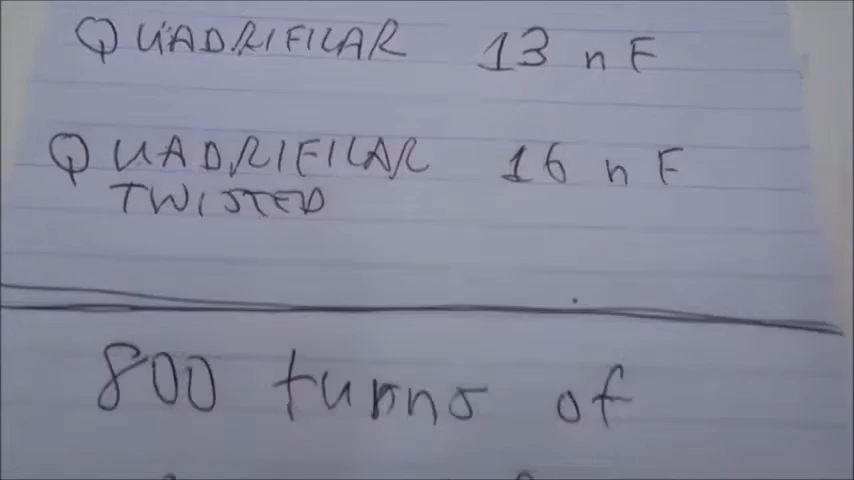 QUADRIFILAR 13 nF
QUADRIFILAR 16 nF
TWISTED
800 turns of